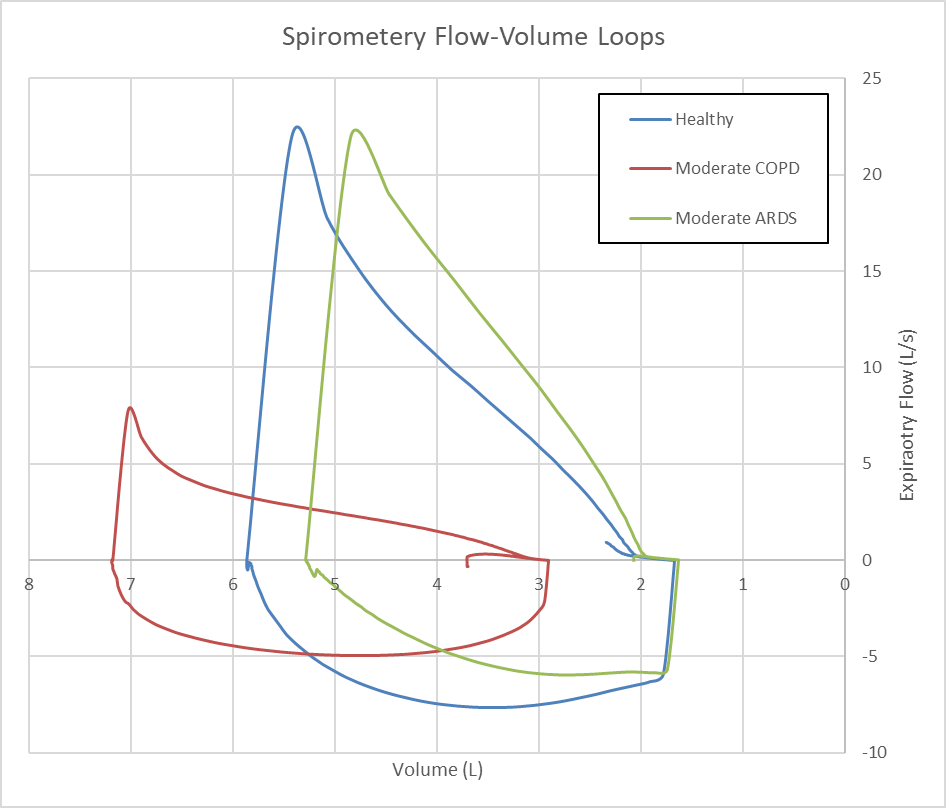 Spirometery Flow-Volume Loops
25
Healthy
20
Moderate COPD
Moderate ARDS
15
10
Expiraotry Flow (L/s)
5
0
8 7 6 5 4 3 2 1 0
-5
-10
Volume (L)